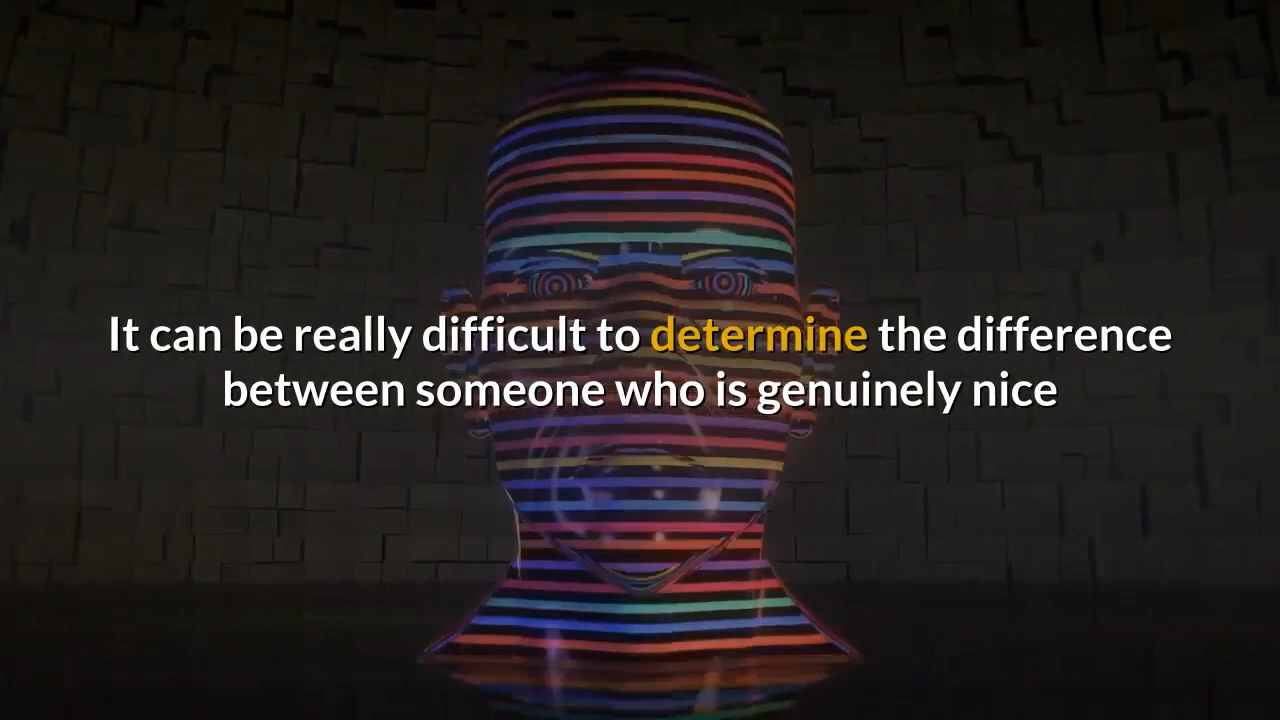 It can be really difficult to determine the difference
between someone who is genuinely nice